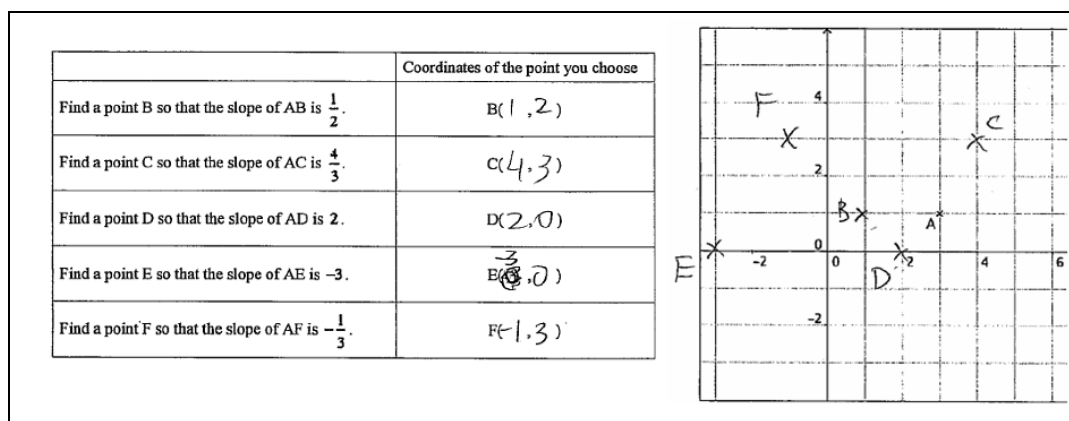 Coordinates of the point you choose
Find a point B so that the slope of AB is 1/2. B(1,2)
Find a point C so that the slope of AC is 4/3. C(4,3)
Find a point D so that the slope of AD is 2. D(2,0)
Find a point E so that the slope of AE is −3. E(-3,0)
Find a point F so that the slope of AF is −1/3. F(-1,3)
4
F
C
2
B
A
0
E
-2
0
2
4
6
D
-2